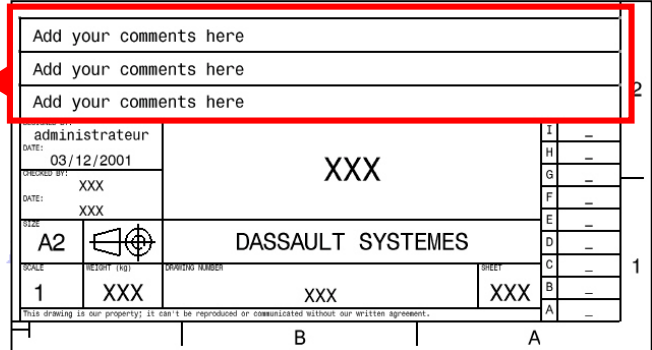 Add your comments here
Add your comments here
Add your comments here
2
administrateur
I _
DATE:
H _
03/12/2001
XXX
CHECKED BY:
G _
XXX
DATE:
F _
XXX
SIZE
E _
A2
DASSAULT SYSTEMES
D _
SCALE WEIGHT (kg) DRAWING NUMBER SHEET
C _
1
1 XXX XXX XXX
B _
This drawing is our property; it can't be reproduced or communicated without our written agreement.
A _
B A